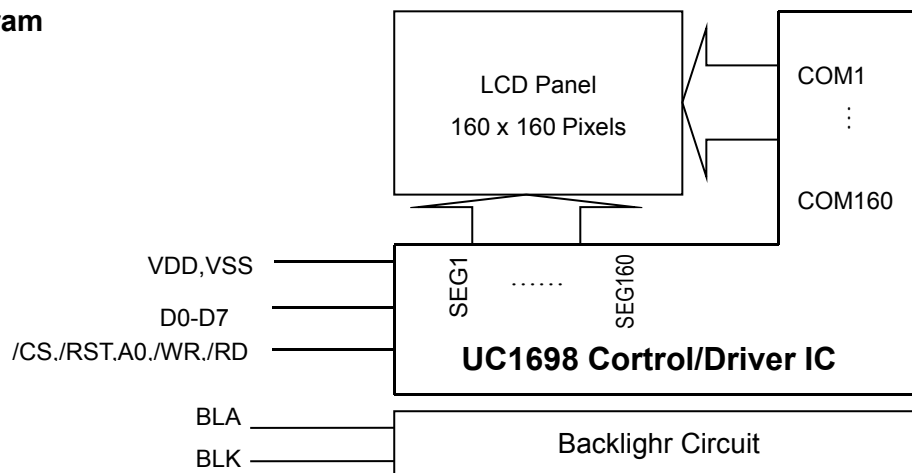 ram
LCD Panel
160 x 160 Pixels
COM1
⋮
COM160
VDD,VSS
D0-D7
/CS,/RST,A0,/WR,/RD
SEG1
……
SEG160
UC1698 Cortrol/Driver IC
BLA
BLK
Backlighr Circuit